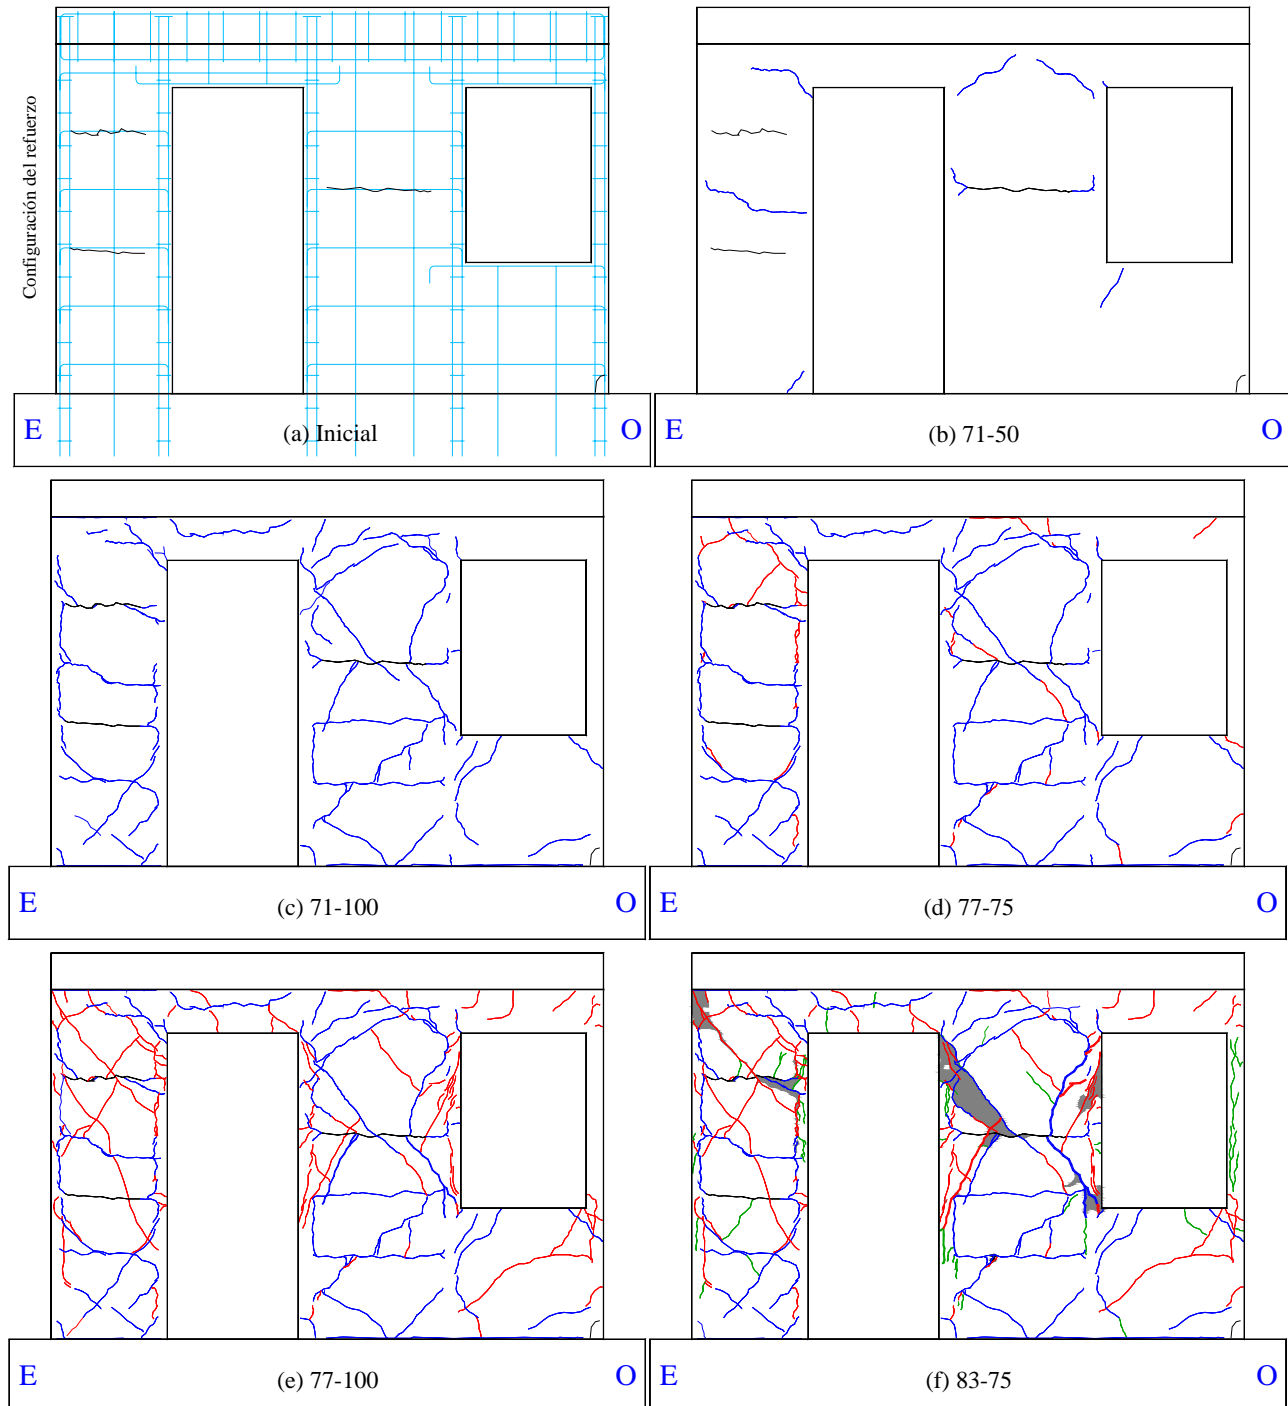 Configuración del refuerzo
E (a) Inicial O
E (b) 71-50 O
E (c) 71-100 O
E (d) 77-75 O
E (e) 77-100 O
E (f) 83-75 O